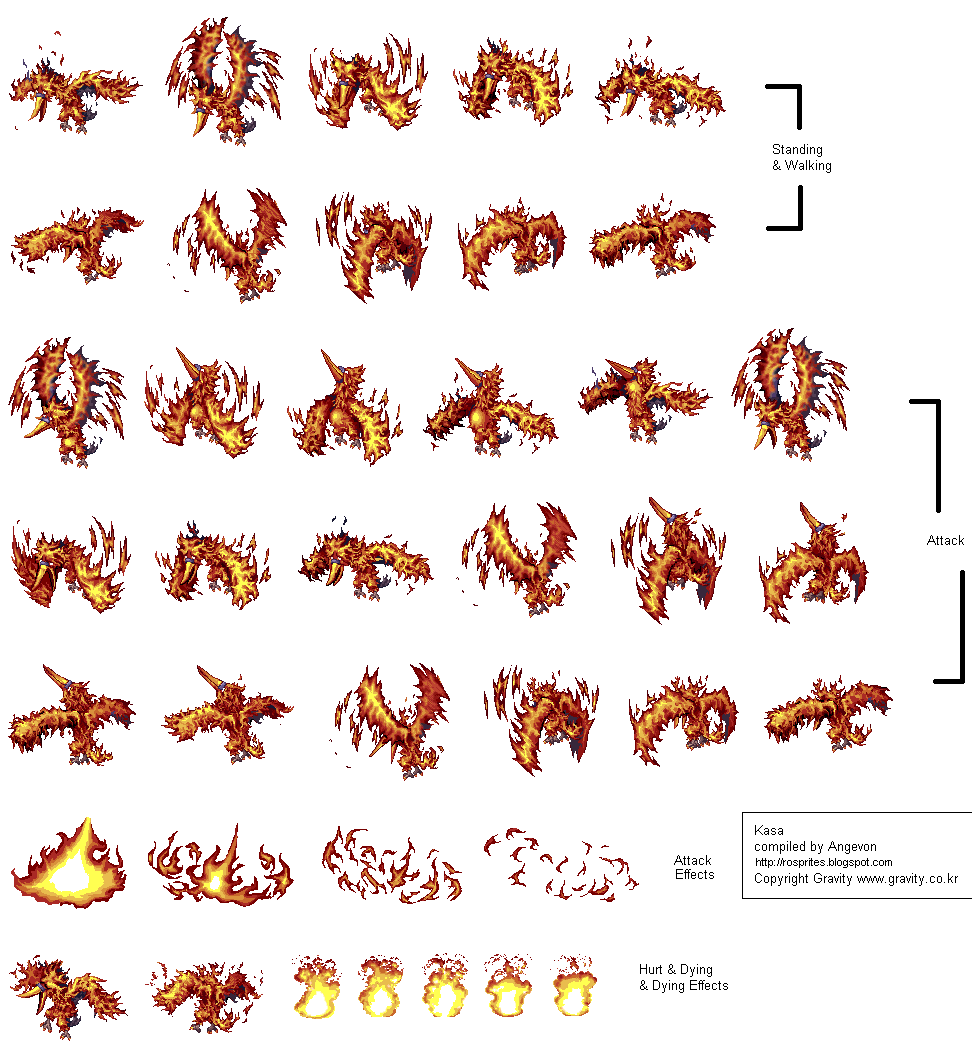 Standing
& Walking
Attack
Attack
Effects
Kasa
compiled by Angevon
http://rosprites.blogspot.com
Copyright Gravity www.gravity.co.kr
Hurt & Dying
& Dying Effects